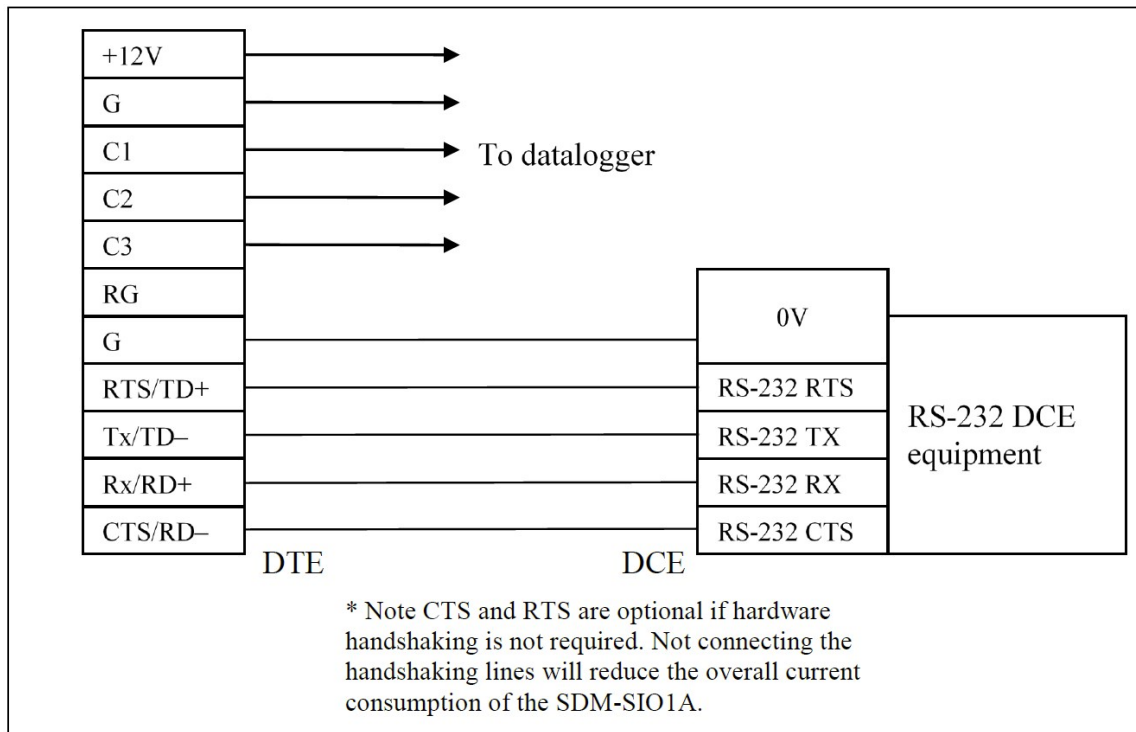 +12V
G
C1
C2
C3
To datalogger
RG
G
RTS/TD+
Tx/TD–
Rx/RD+
CTS/RD–
0V
RS-232 RTS
RS-232 TX
RS-232 RX
RS-232 CTS
RS-232 DCE
equipment
DTE
DCE
* Note CTS and RTS are optional if hardware
handshaking is not required. Not connecting the
handshaking lines will reduce the overall current
consumption of the SDM-SIO1A.